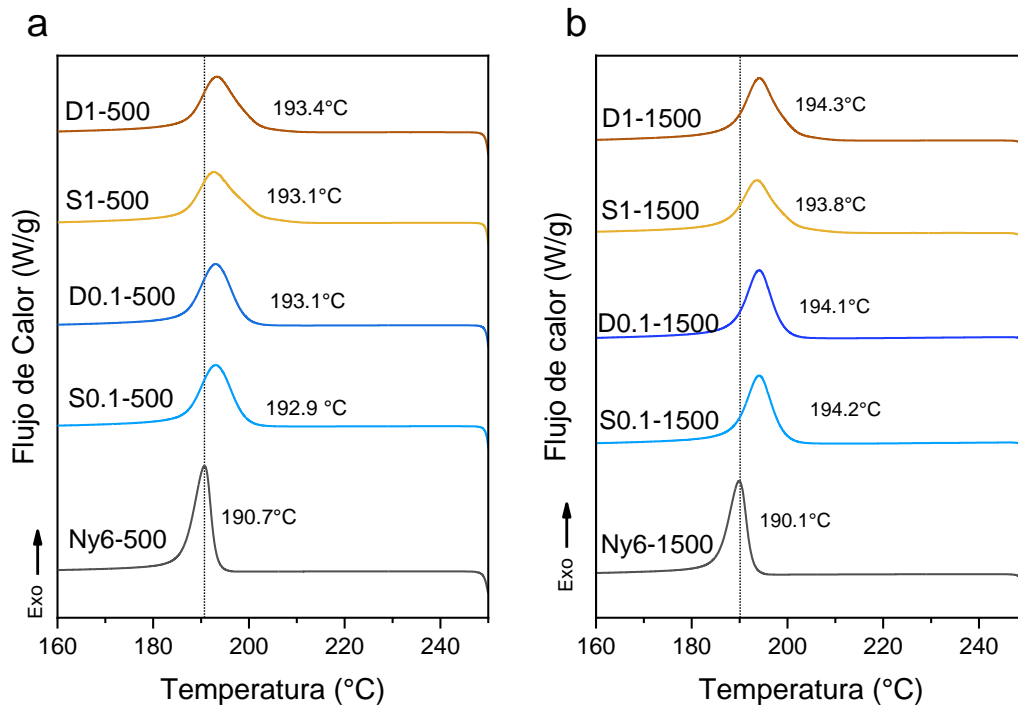 a
Flujo de Calor (W/g)
Exo
D1-500
193.4°C
S1-500
193.1°C
D0.1-500
193.1°C
S0.1-500
192.9 °C
Ny6-500
190.7°C
160 180 200 220 240
Temperatura (°C)
b
Flujo de calor (W/g)
Exo
D1-1500
194.3°C
S1-1500
193.8°C
D0.1-1500
194.1°C
S0.1-1500
194.2°C
Ny6-1500
190.1°C
160 180 200 220 240
Temperatura (°C)